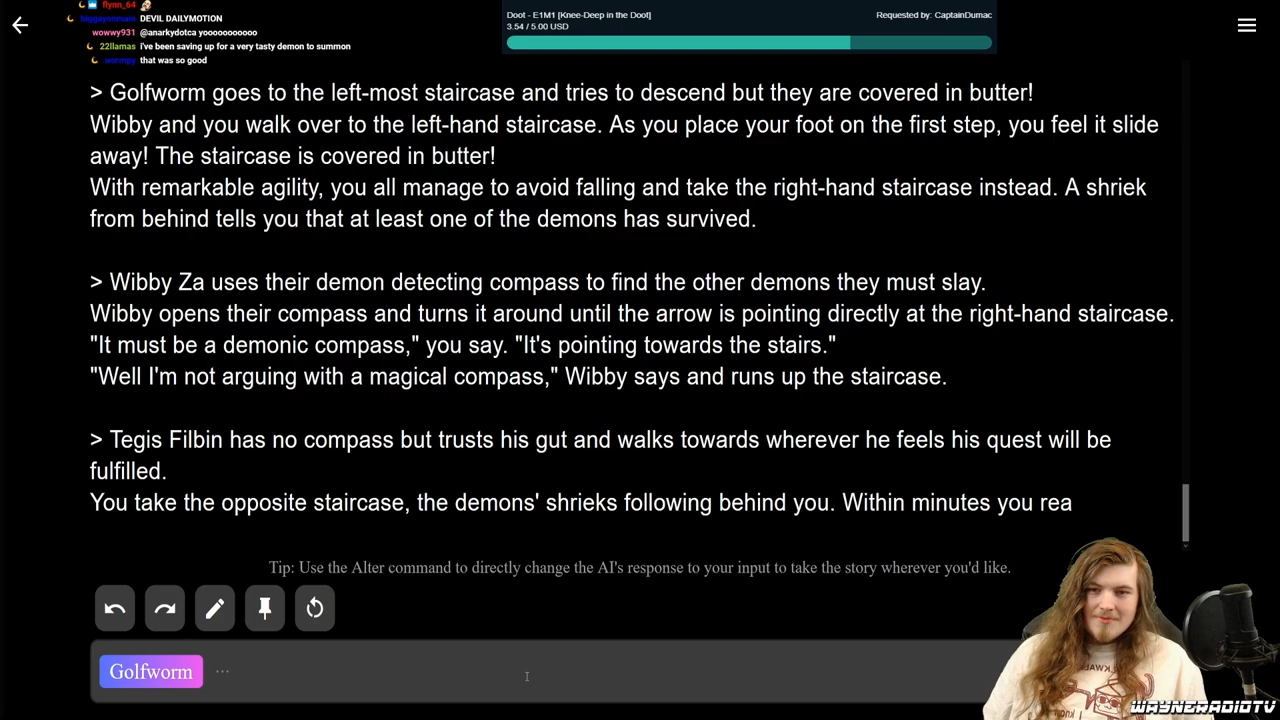 flynn_64
biggayonmain DEVIL DAILYMOTION
wowwy931 @anarkydotca yooooooooooo
22llamas I've been saving up for a very tasty demon to summon
wormpy that was so good
Doot - E1M1 [Knee-Deep in the Doot] Requested by: CaptainDumac
3.54 / 5.00 USD
> Golfworm goes to the left-most staircase and tries to descend but they are covered in butter!
Wibby and you walk over to the left-hand staircase. As you place your foot on the first step, you feel it slide
away! The staircase is covered in butter!
With remarkable agility, you all manage to avoid falling and take the right-hand staircase instead. A shriek
from behind tells you that at least one of the demons has survived.
> Wibby Za uses their demon detecting compass to find the other demons they must slay.
Wibby opens their compass and turns it around until the arrow is pointing directly at the right-hand staircase.
"It must be a demonic compass," you say. "It's pointing towards the stairs."
"Well I'm not arguing with a magical compass," Wibby says and runs up the staircase.
> Tegis Filbin has no compass but trusts his gut and walks towards wherever he feels his quest will be
fulfilled.
You take the opposite staircase, the demons' shrieks following behind you. Within minutes you rea
Tip: Use the Alter command to directly change the AI's response to your input to take the story wherever you'd like.
Golfworm ...
WAYNERADIOTV